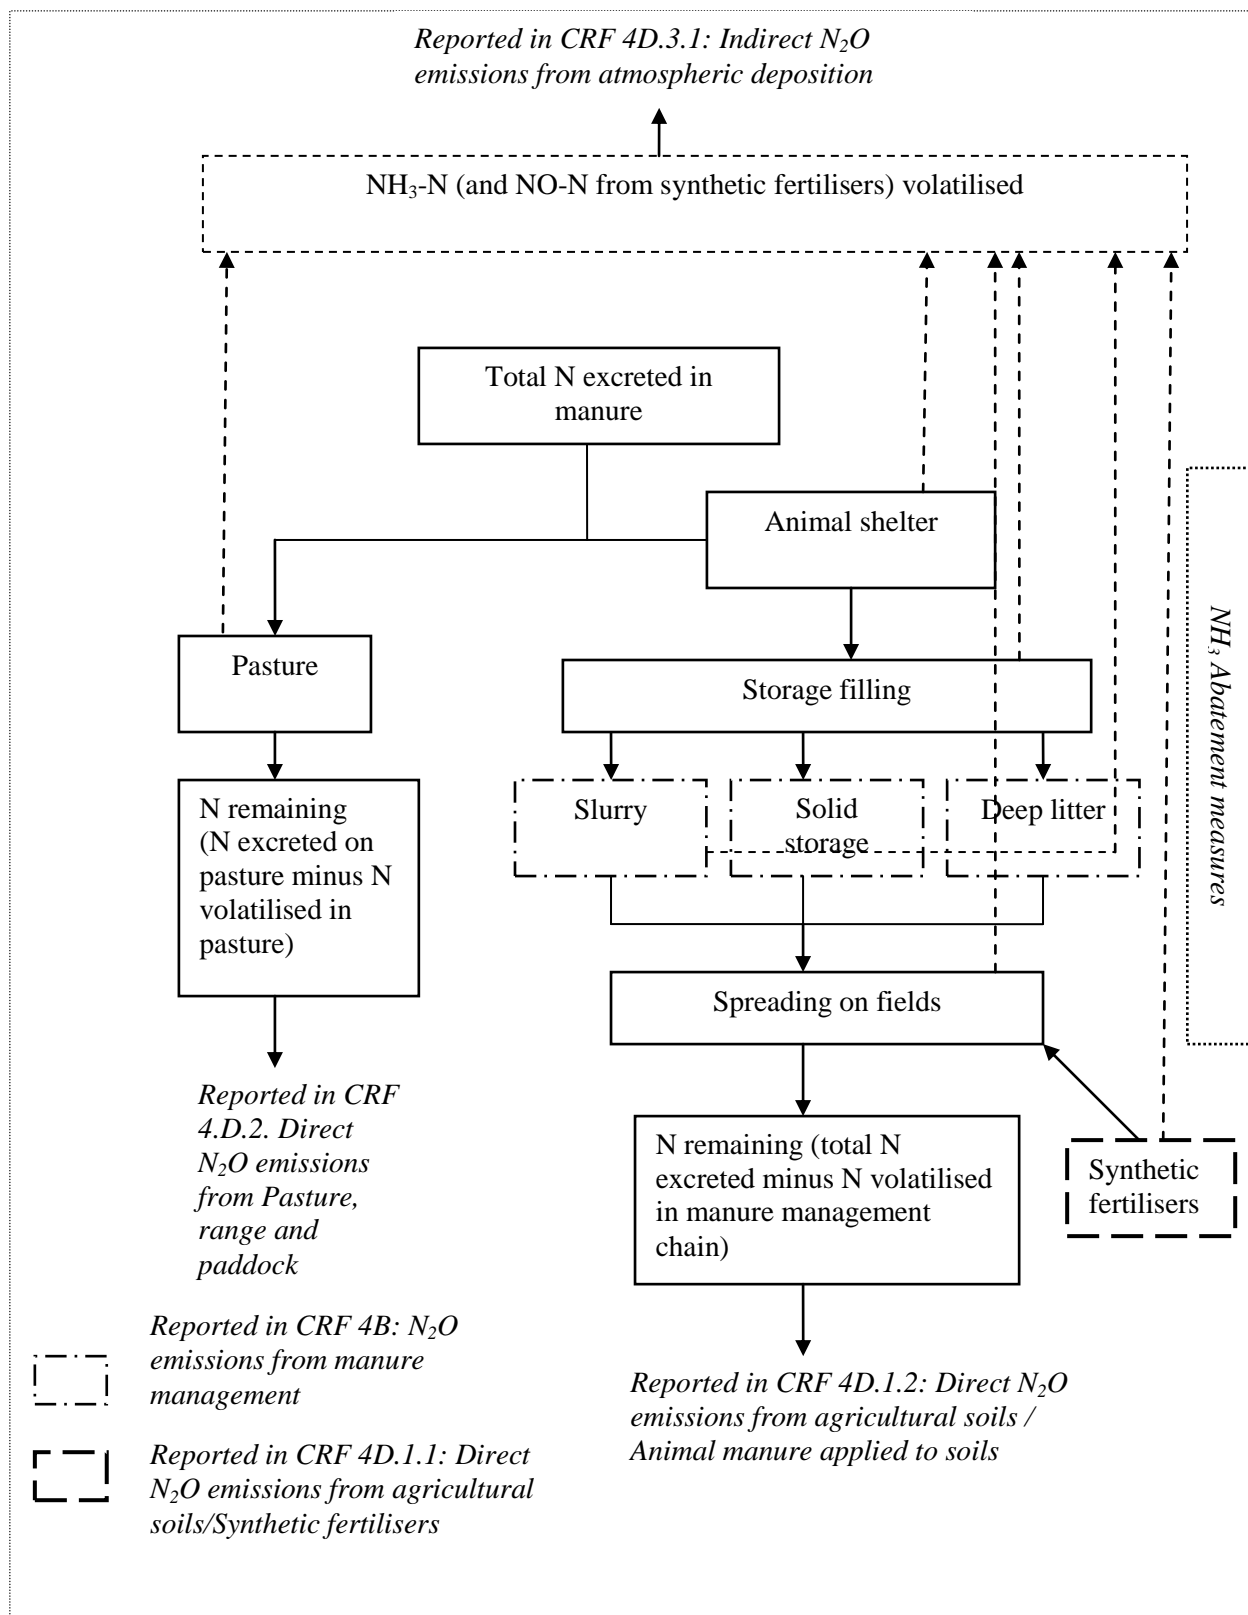 Reported in CRF 4D.3.1: Indirect N₂O
emissions from atmospheric deposition
NH₃-N (and NO-N from synthetic fertilisers) volatilised
Total N excreted in
manure
Animal shelter
NH₃ Abatement measures
Pasture
Storage filling
N remaining
(N excreted on
pasture minus N
volatilised in
pasture)
Slurry
Solid
storage
Deep litter
Spreading on fields
Reported in CRF
4.D.2. Direct
N₂O emissions
from Pasture,
range and
paddock
N remaining (total N
excreted minus N volatilised
in manure management
chain)
Synthetic
fertilisers
Reported in CRF 4B: N₂O
emissions from manure
management
Reported in CRF 4D.1.2: Direct N₂O
emissions from agricultural soils /
Animal manure applied to soils
Reported in CRF 4D.1.1: Direct
N₂O emissions from agricultural
soils/Synthetic fertilisers